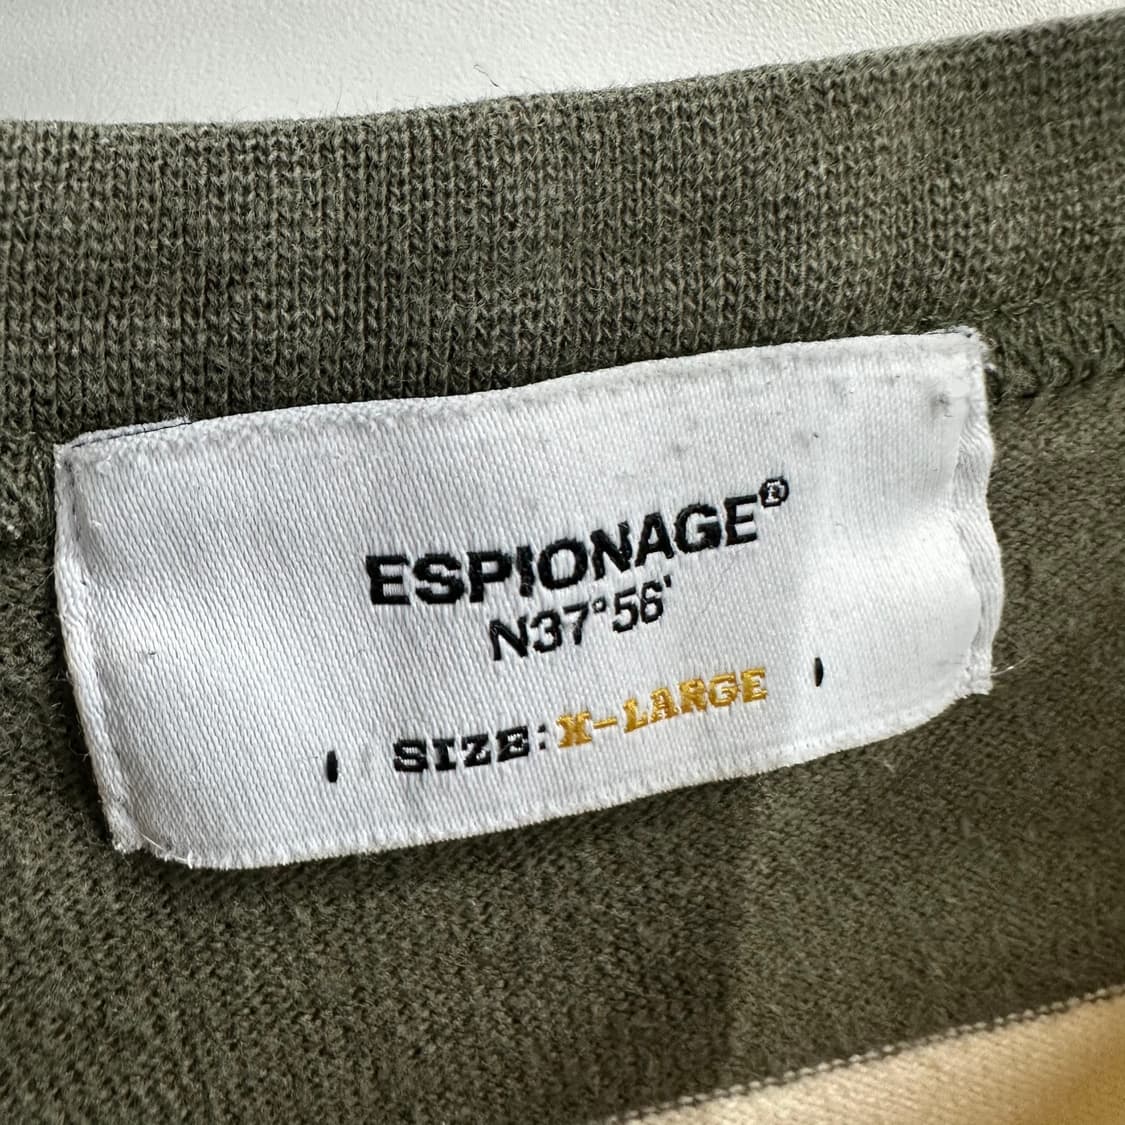 ESPIONAGE®
N37°56'
SIZE: X-LARGE